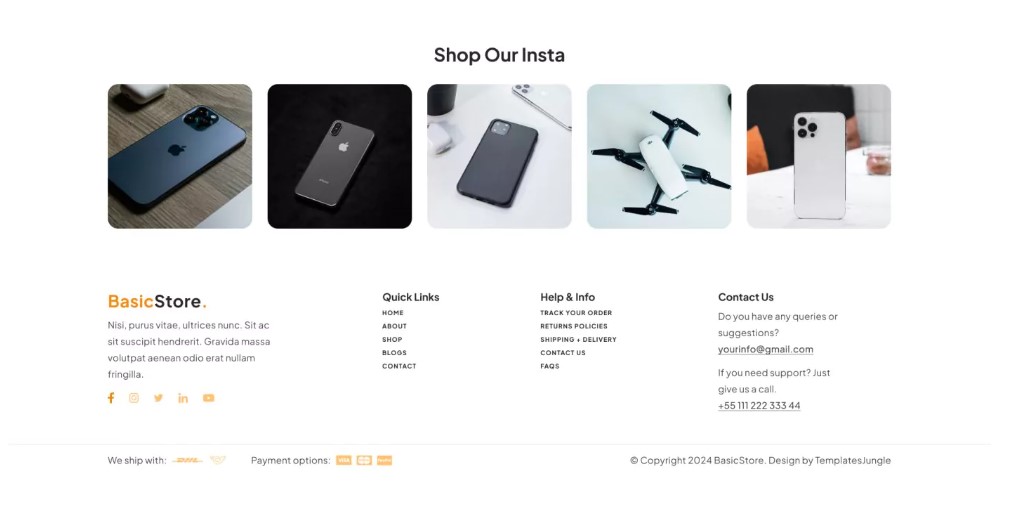 Shop Our Insta
BasicStore.
Nisi, purus vitae, ultrices nunc. Sit ac
sit suscipit hendrerit. Gravida massa
volutpat aenean odio erat nullam
fringilla.
Quick Links
HOME
ABOUT
SHOP
BLOGS
CONTACT
Help & Info
TRACK YOUR ORDER
RETURNS POLICIES
SHIPPING + DELIVERY
CONTACT US
FAQS
Contact Us
Do you have any queries or
suggestions?
yourinfo@gmail.com
If you need support? Just
give us a call.
+55 111 222 333 44
We ship with:
Payment options: VISA
© Copyright 2024 BasicStore. Design by TemplatesJungle